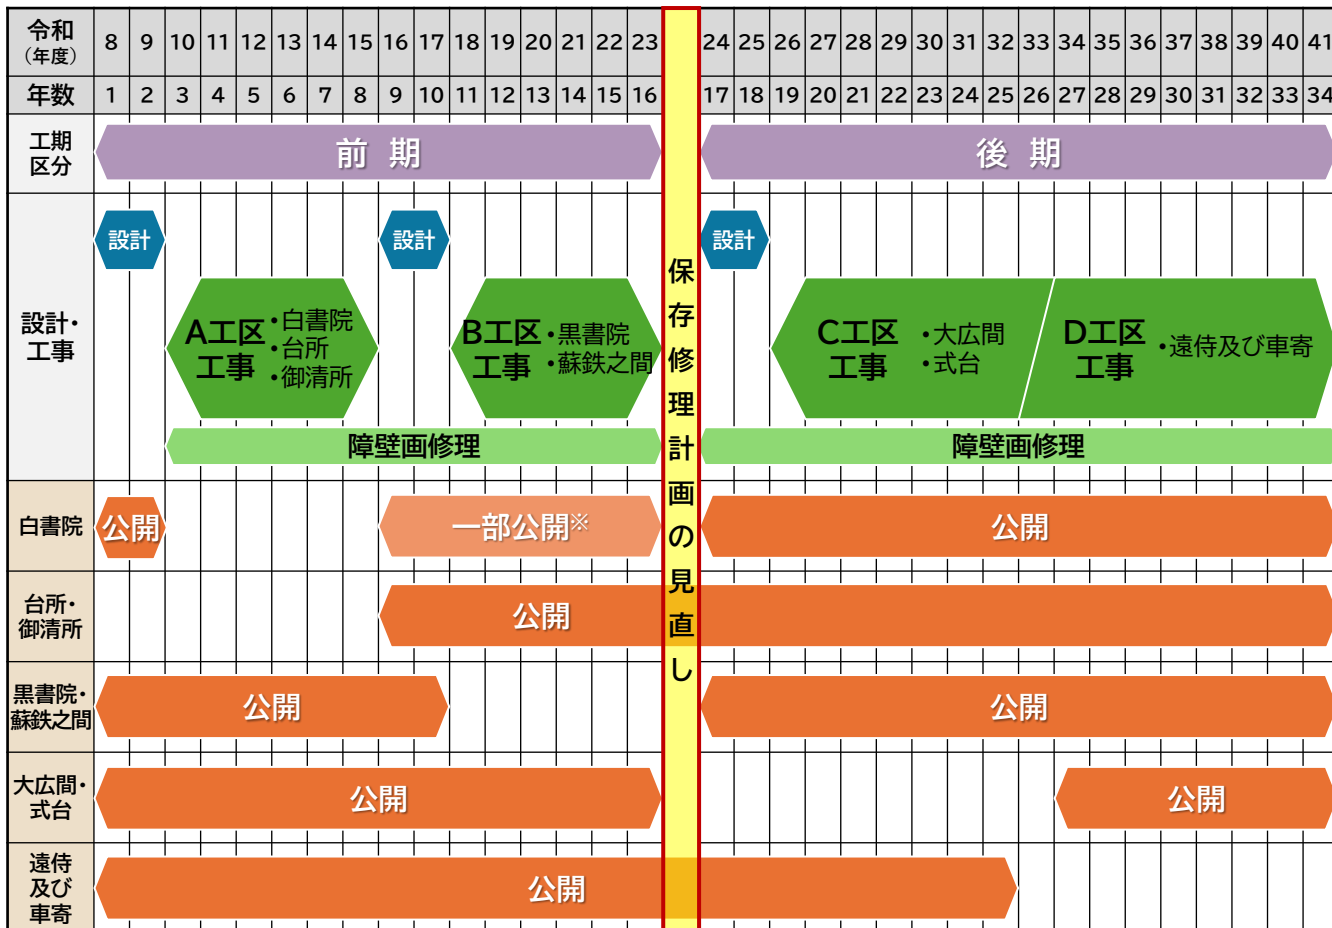 令和
（年度）
8 9 10 11 12 13 14 15 16 17 18 19 20 21 22 23 24 25 26 27 28 29 30 31 32 33 34 35 36 37 38 39 40 41
年数
1 2 3 4 5 6 7 8 9 10 11 12 13 14 15 16 17 18 19 20 21 22 23 24 25 26 27 28 29 30 31 32 33 34
工期
区分
前 期
後 期
保存修理計画の見直し
設計・
工事
設計
設計
設計
A工区
工事
・白書院
・台所
・御清所
B工区
工事
・黒書院
・蘇鉄之間
C工区
工事
・大広間
・式台
D工区
工事
・遠侍及び車寄
障壁画修理
障壁画修理
白書院
公開
一部公開※
公開
台所・
御清所
公開
黒書院・
蘇鉄之間
公開
公開
大広間・
式台
公開
公開
遠侍
及び
車寄
公開